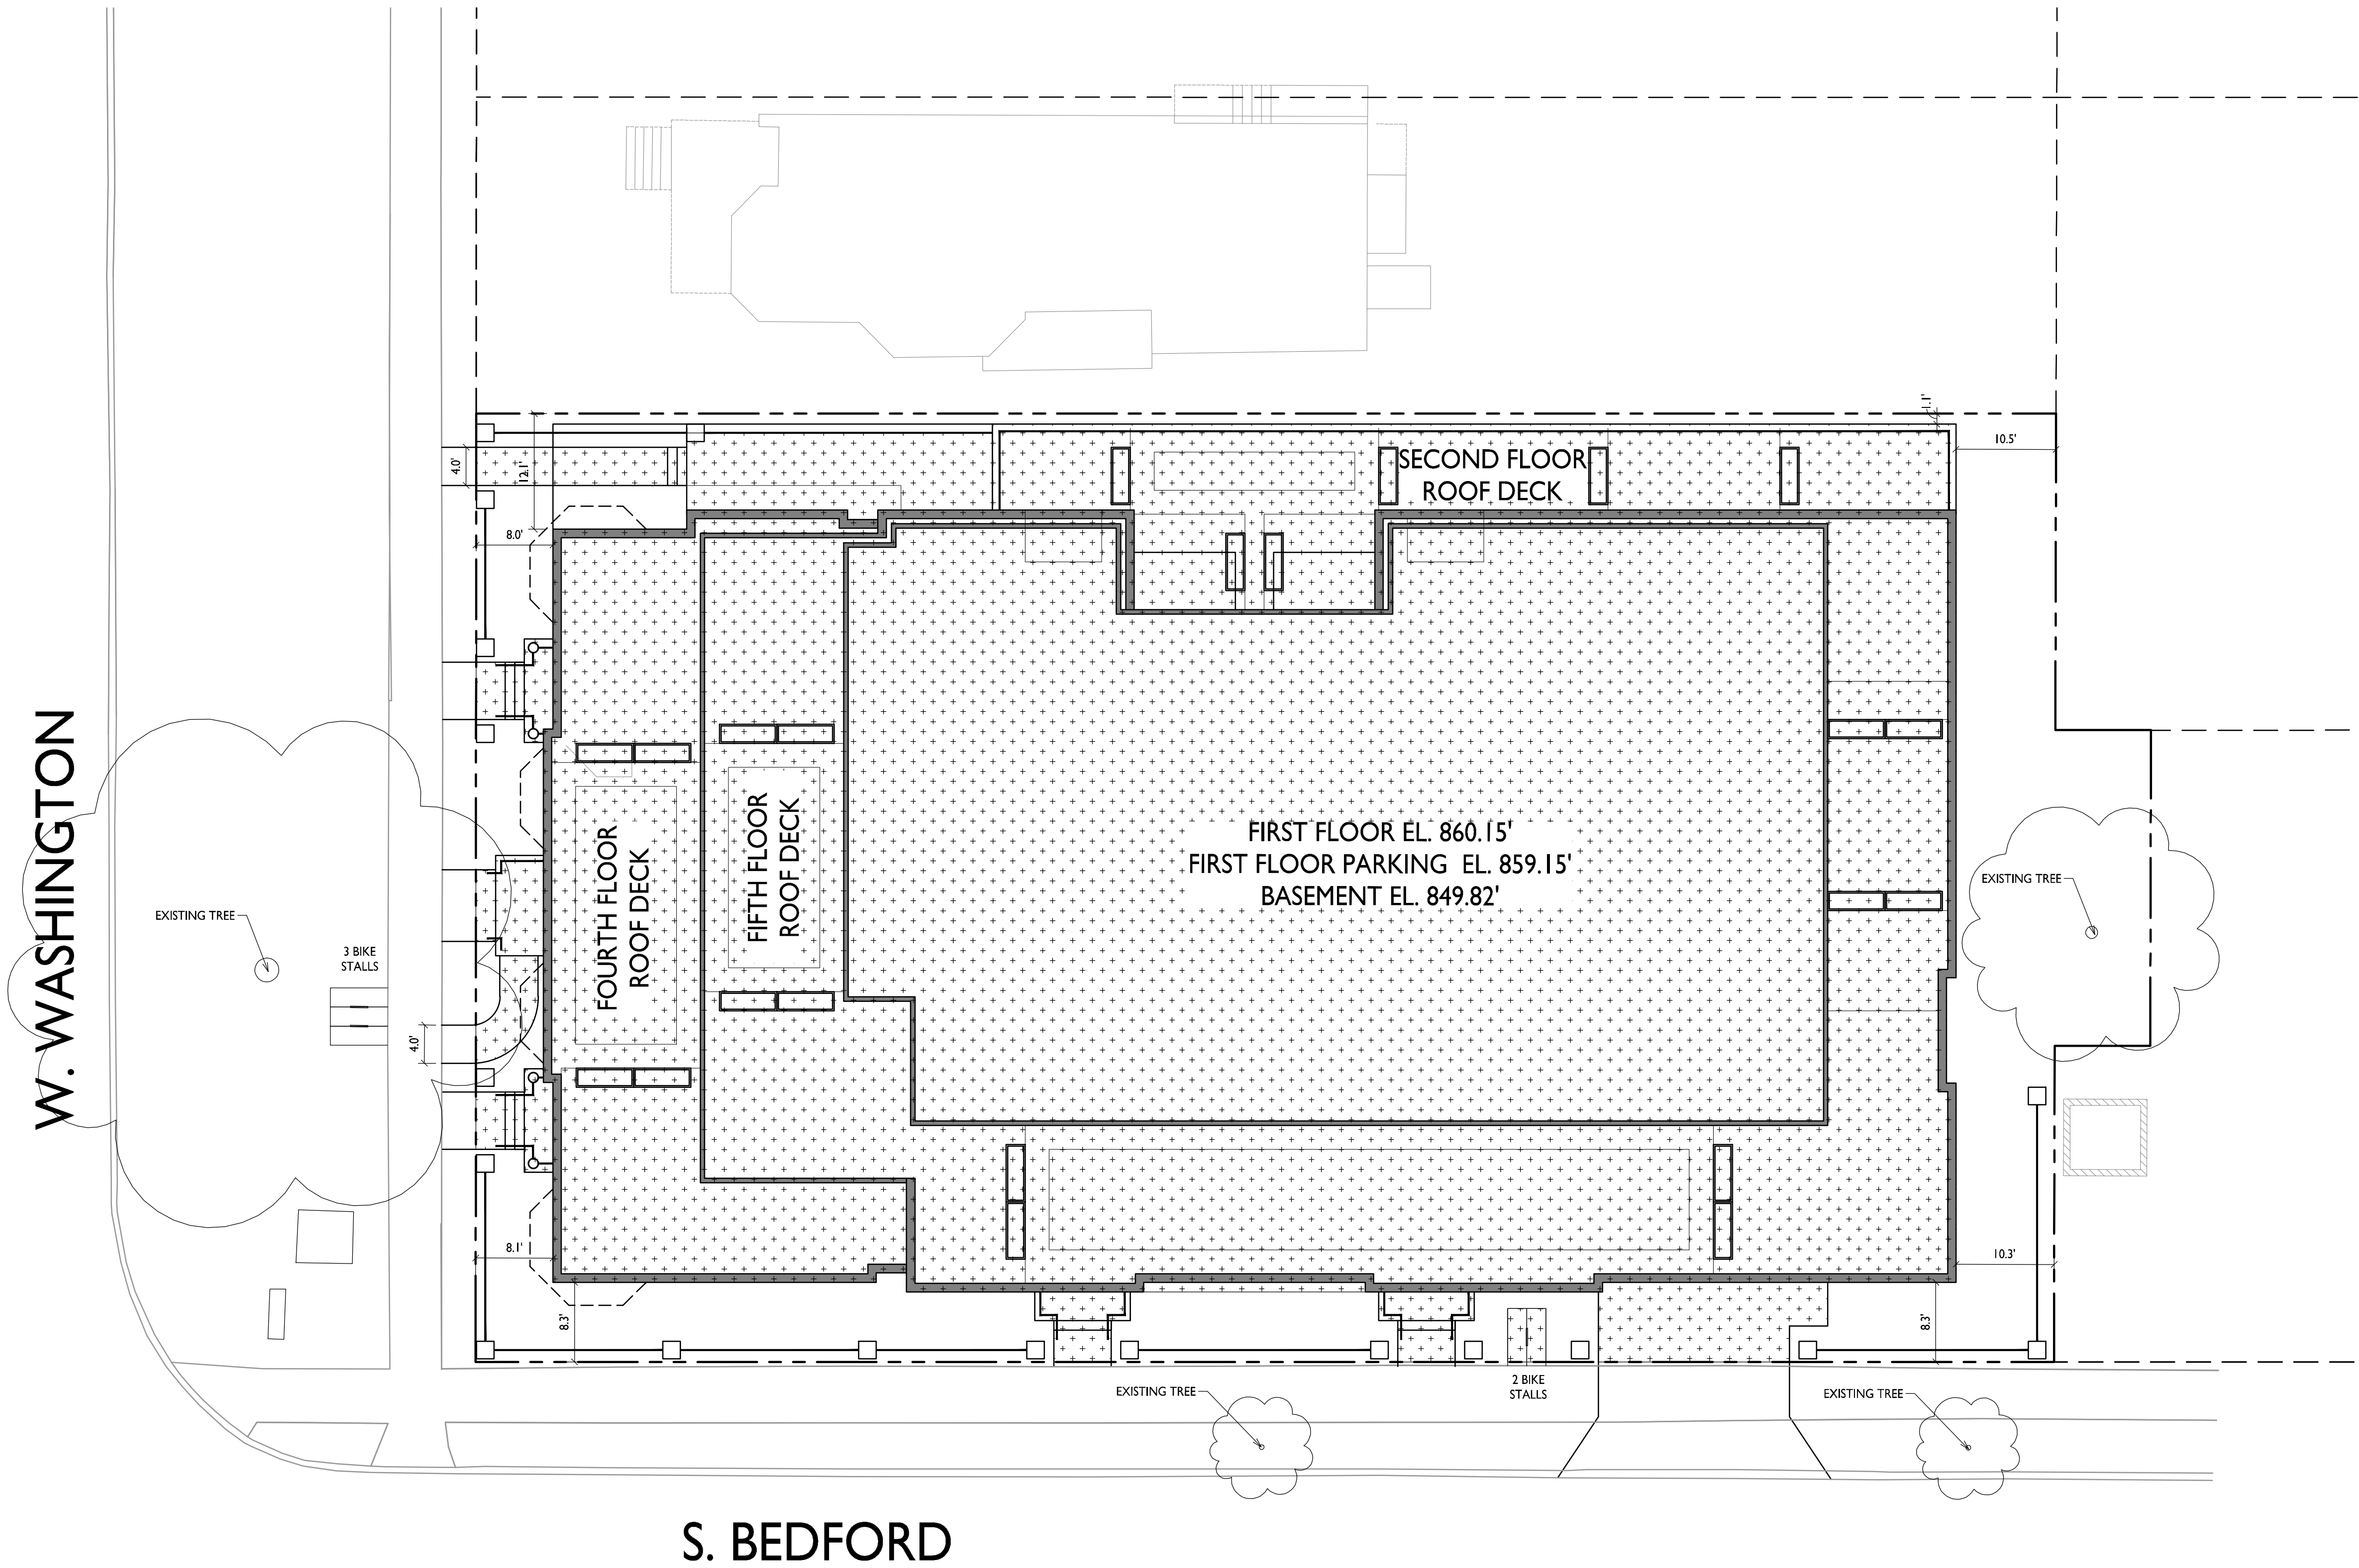 1.1'
10.5'
4.0'
12.1'
8.0'
SECOND FLOOR
ROOF DECK
W. WASHINGTON
EXISTING TREE
3 BIKE
STALLS
4.0'
FOURTH FLOOR
ROOF DECK
FIFTH FLOOR
ROOF DECK
FIRST FLOOR EL. 860.15'
FIRST FLOOR PARKING EL. 859.15'
BASEMENT EL. 849.82'
EXISTING TREE
8.1'
8.3'
10.3'
8.3'
EXISTING TREE
2 BIKE
STALLS
EXISTING TREE
S. BEDFORD